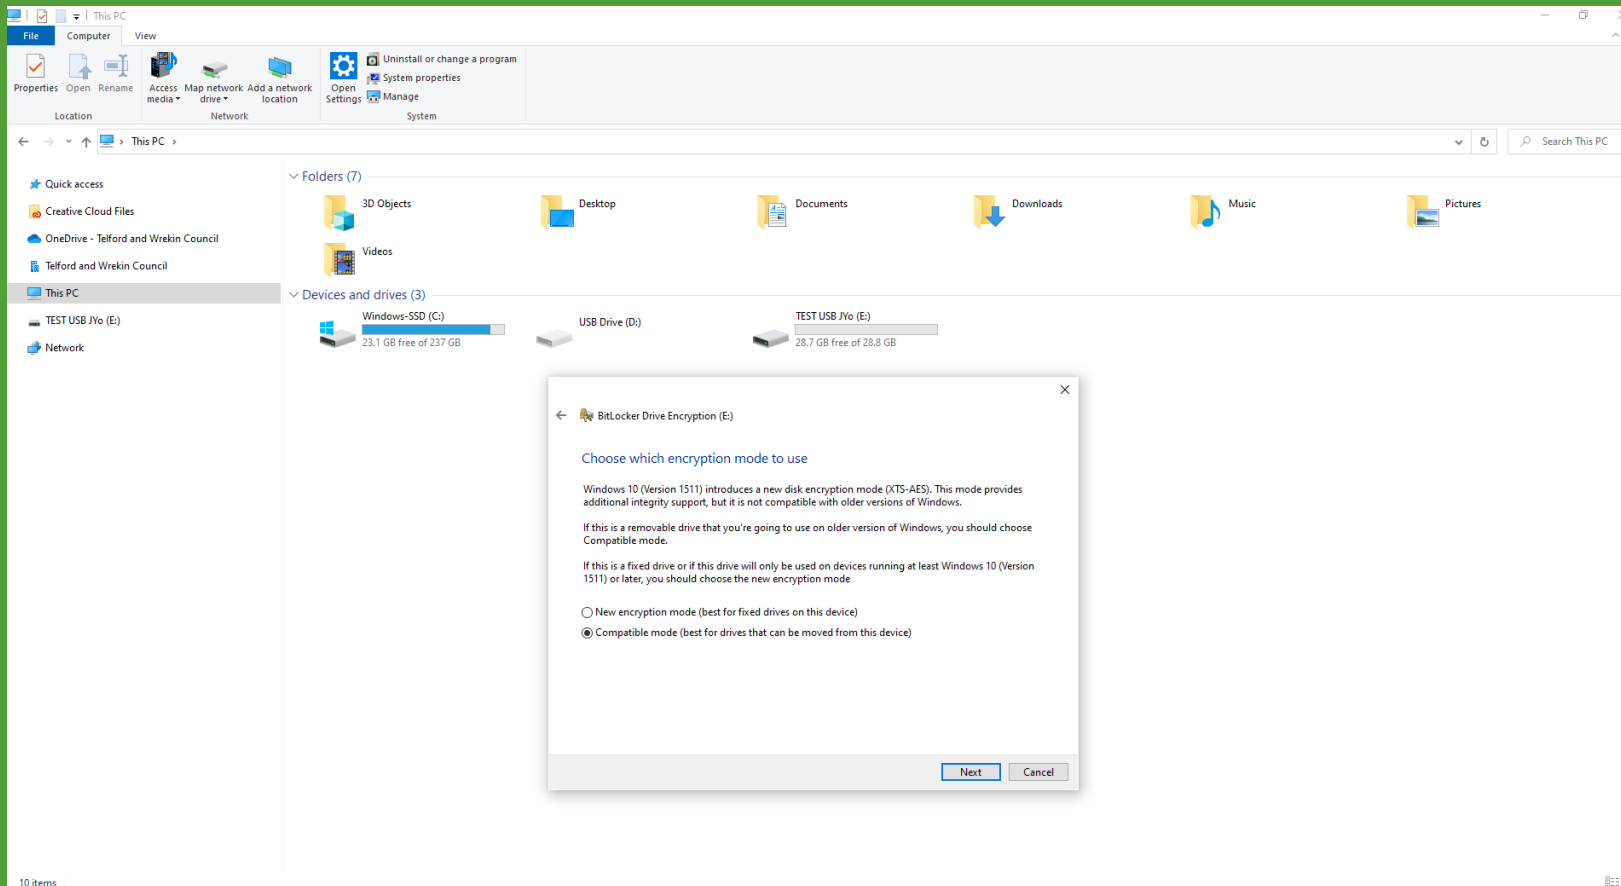 This PC
File Computer View
Properties Open Rename Access media Map network drive Add a network location Open Settings Uninstall or change a program
System properties
Manage
Location Network System
This PC Search This PC
Quick access
Creative Cloud Files
OneDrive - Telford and Wrekin Council
Telford and Wrekin Council
This PC
TEST USB JYo (E:)
Network
Folders (7)
3D Objects Desktop Documents Downloads Music Pictures
Videos
Devices and drives (3)
Windows-SSD (C:) USB Drive (D:) TEST USB JYo (E:)
23.1 GB free of 237 GB 28.7 GB free of 28.8 GB
BitLocker Drive Encryption (E:)
Choose which encryption mode to use
Windows 10 (Version 1511) introduces a new disk encryption mode (XTS-AES). This mode provides
additional integrity support, but it is not compatible with older versions of Windows.
If this is a removable drive that you're going to use on older version of Windows, you should choose
Compatible mode.
If this is a fixed drive or if this drive will only be used on devices running at least Windows 10 (Version
1511) or later, you should choose the new encryption mode
New encryption mode (best for fixed drives on this device)
Compatible mode (best for drives that can be moved from this device)
Next Cancel
10 items